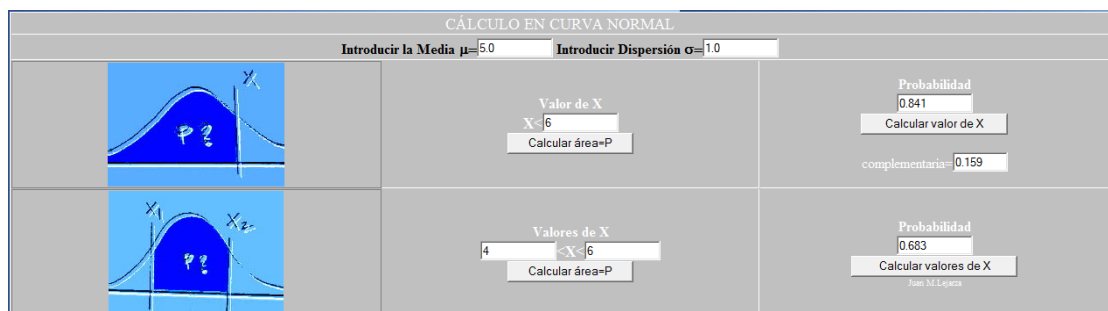 CÁLCULO EN CURVA NORMAL
Introducir la Media μ= 5.0 Introducir Dispersión σ= 1.0
X
P?
Valor de X
X< 6
Calcular área=P
Probabilidad
0.841
Calcular valor de X
complementaria= 0.159
X1 X2
P?
Valores de X
4 <X< 6
Calcular área=P
Probabilidad
0.683
Calcular valores de X
Juan M.Lejarza